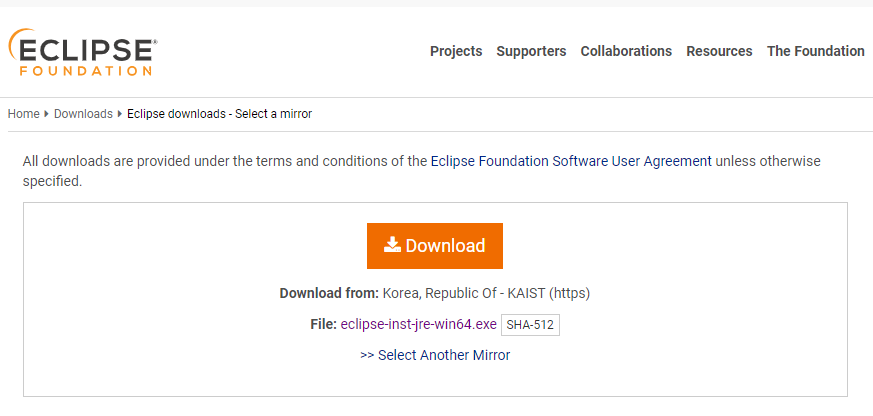 ECLIPSE®
FOUNDATION
Projects Supporters Collaborations Resources The Foundation
Home Downloads Eclipse downloads - Select a mirror
All downloads are provided under the terms and conditions of the Eclipse Foundation Software User Agreement unless otherwise
specified.
Download
Download from: Korea, Republic Of - KAIST (https)
File: eclipse-inst-jre-win64.exe SHA-512
>> Select Another Mirror